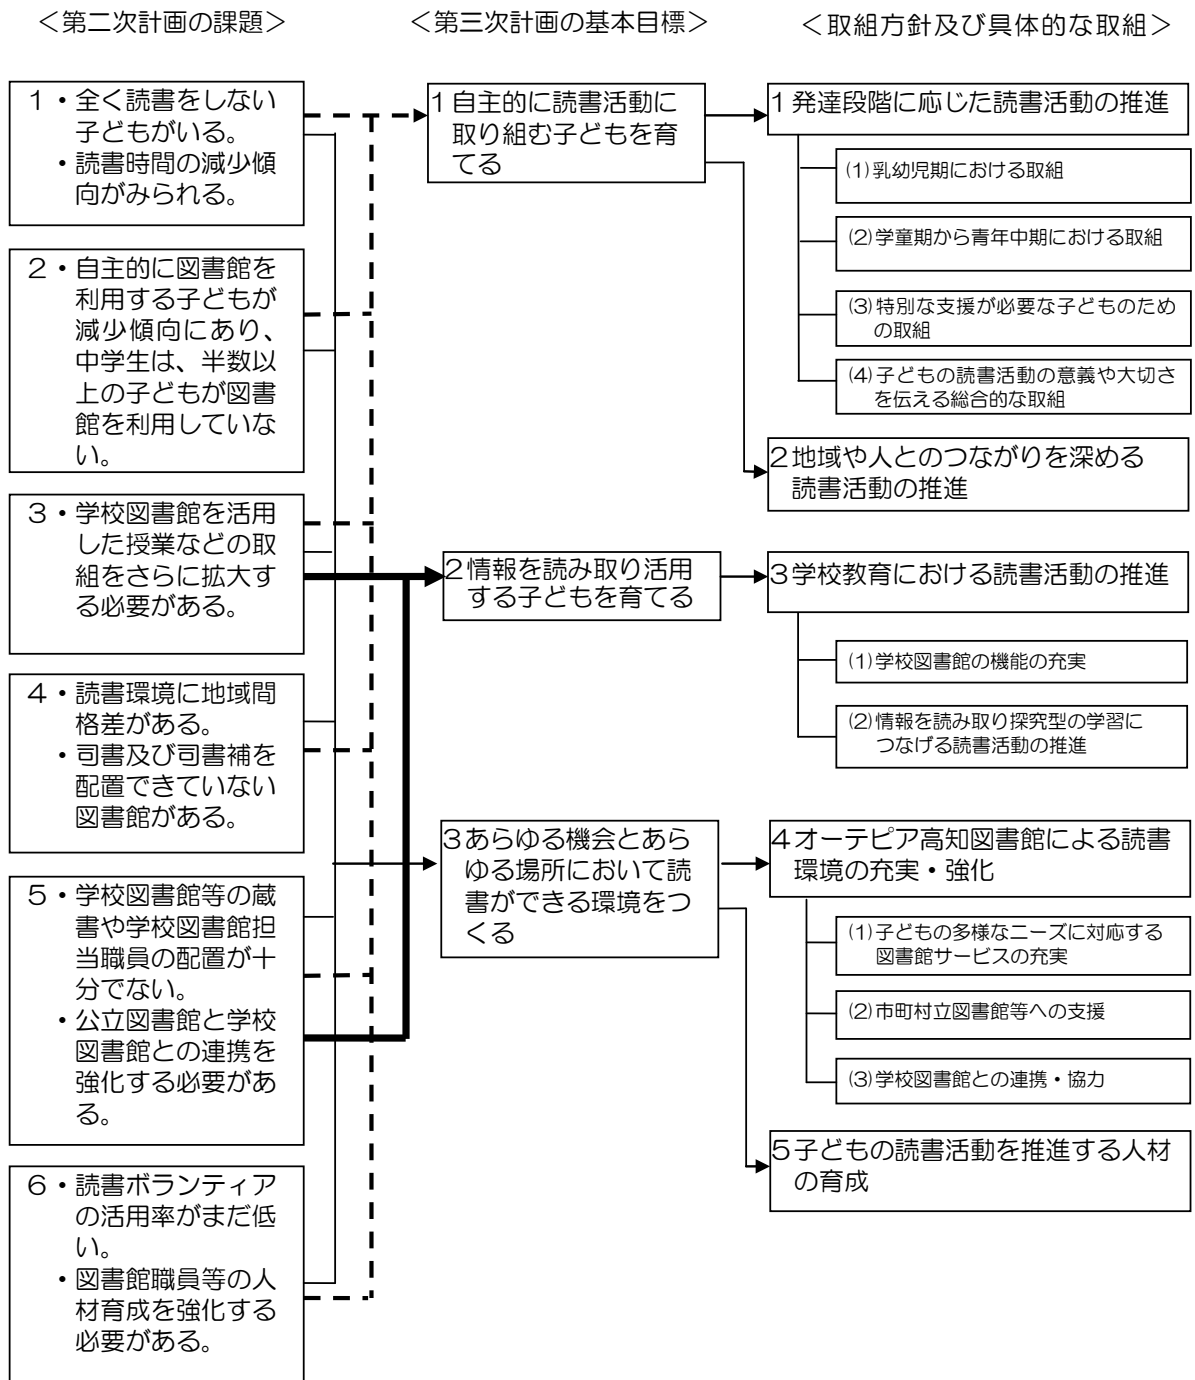 ＜第二次計画の課題＞
＜第三次計画の基本目標＞
＜取組方針及び具体的な取組＞
１・全く読書をしない
子どもがいる。
・読書時間の減少傾
向がみられる。
２・自主的に図書館を
利用する子どもが
減少傾向にあり、
中学生は、半数以
上の子どもが図書
館を利用していな
い。
３・学校図書館を活用
した授業などの取
組をさらに拡大す
る必要がある。
４・読書環境に地域間
格差がある。
・司書及び司書補を
配置できていない
図書館がある。
５・学校図書館等の蔵
書や学校図書館担
当職員の配置が十
分でない。
・公立図書館と学校
図書館との連携を
強化する必要があ
る。
６・読書ボランティア
の活用率がまだ低
い。
・図書館職員等の人
材育成を強化する
必要がある。
１自主的に読書活動に
取り組む子どもを育
てる
２情報を読み取り活用
する子どもを育てる
３あらゆる機会とあら
ゆる場所において読
書ができる環境をつ
くる
１発達段階に応じた読書活動の推進
⑴乳幼児期における取組
⑵学童期から青年中期における取組
⑶特別な支援が必要な子どものため
の取組
⑷子どもの読書活動の意義や大切さ
を伝える総合的な取組
２地域や人とのつながりを深める
読書活動の推進
３学校教育における読書活動の推進
⑴学校図書館の機能の充実
⑵情報を読み取り探究型の学習に
つなげる読書活動の推進
４オーテピア高知図書館による読書
環境の充実・強化
⑴子どもの多様なニーズに対応する
図書館サービスの充実
⑵市町村立図書館等への支援
⑶学校図書館との連携・協力
５子どもの読書活動を推進する人材
の育成